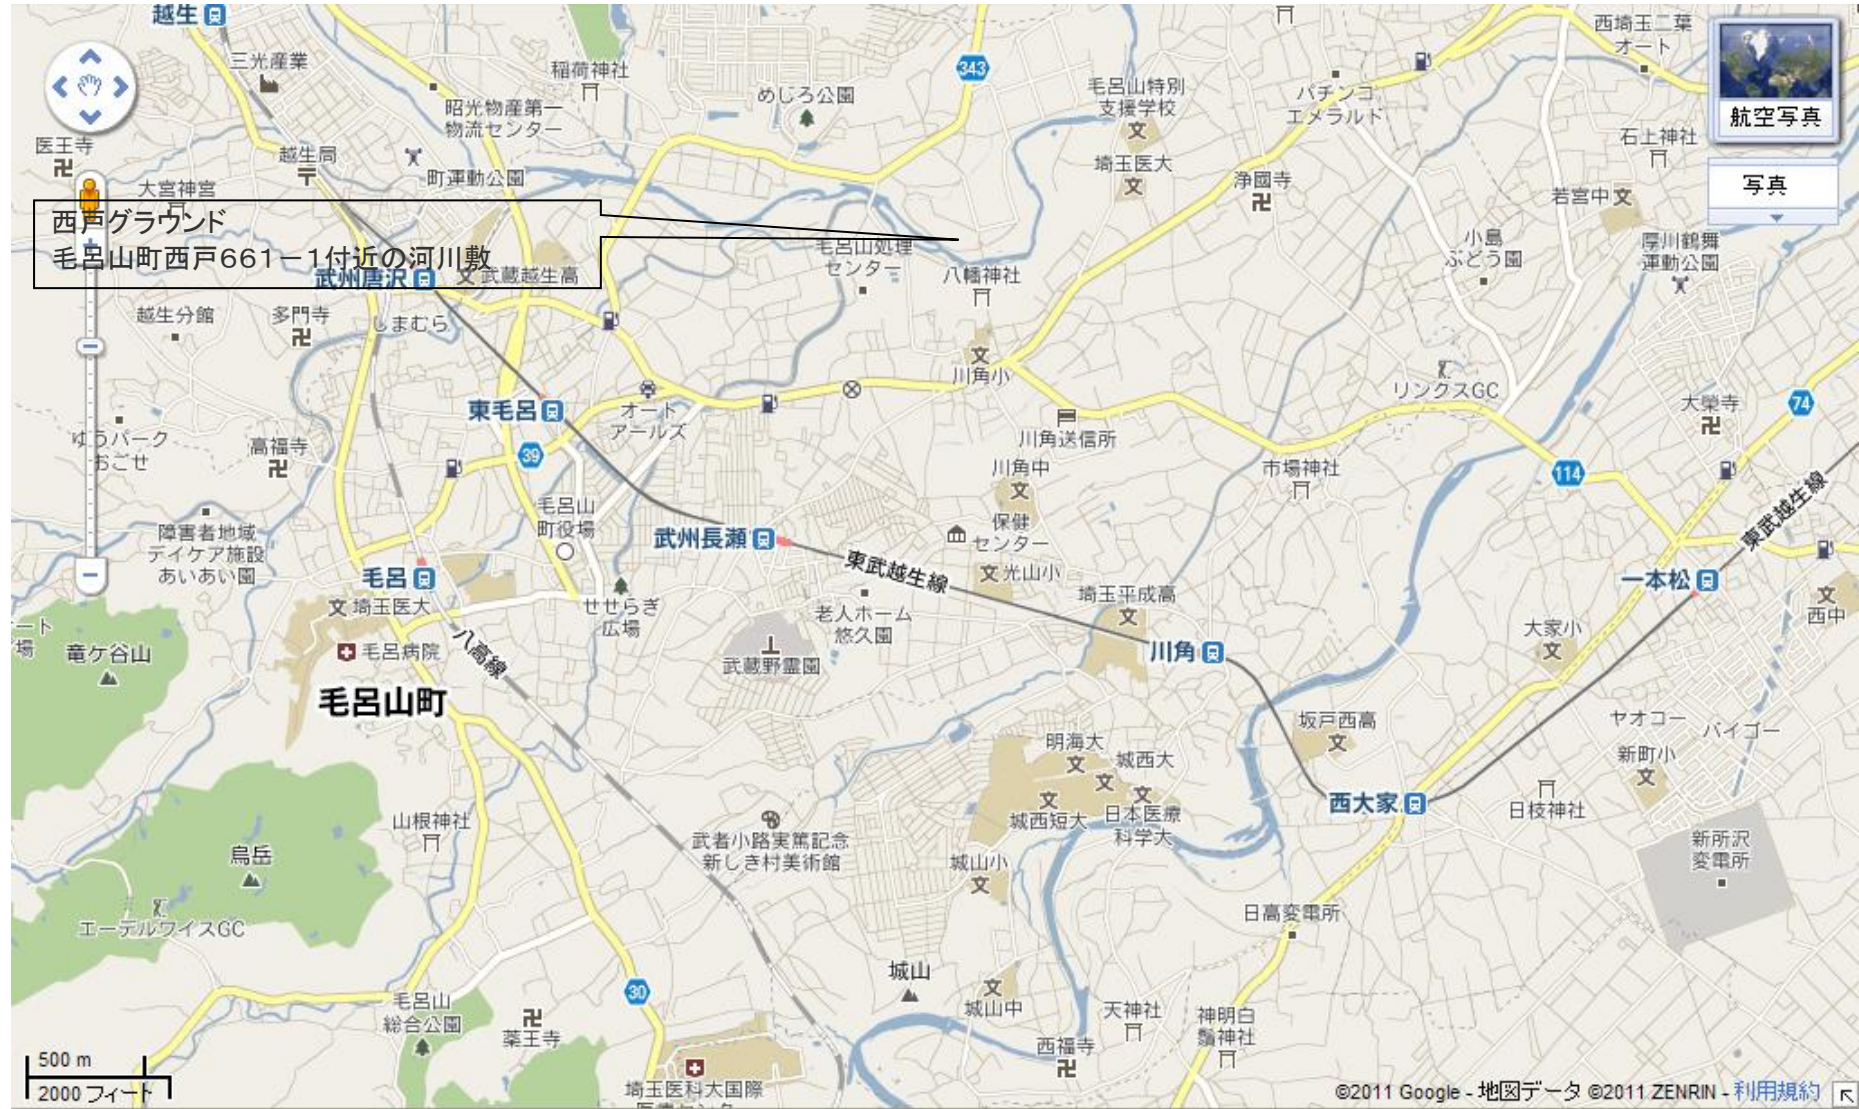 越生
三光産業
稲荷神社
めじろ公園
343
毛呂山特別
支援学校
パチンコ
エメラルド
西埼玉二葉
オート
航空写真
昭光物産第一
物流センター
医王寺
越生局
町運動公園
埼玉医大
浄國寺
石上神社
写真
大宮神宮
若宮中
西戸グラウンド
毛呂山町西戸661－1付近の河川敷
武州唐沢
武蔵越生高
毛呂山処理
センター
八幡神社
小島
ぶどう園
厚川鶴舞
運動公園
越生分館
多門寺
しまむら
川角小
リンクスGC
大榮寺
74
東毛呂
オート
アールズ
ゆうパーク
おごせ
高福寺
39
川角送信所
川角中
市場神社
114
東武越生線
毛呂山
町役場
武州長瀬
保健
センター
障害者地域
デイケア施設
あいあい園
毛呂
東武越生線
光山小
埼玉平成高
一本松
西中
埼玉医大
せせらぎ
広場
老人ホーム
悠久園
大家小
ート
場
竜ケ谷山
毛呂病院
八高線
武蔵野霊園
川角
毛呂山町
明海大
城西大
坂戸西高
ヤオコー
バイゴー
新町小
城西短大
日本医療
科学大
西大家
日枝神社
山根神社
武者小路実篤記念
新しき村美術館
城山小
新所沢
変電所
烏岳
エーデルワイスGC
日高変電所
城山
城山中
毛呂山
総合公園
薬王寺
30
天神社
神明白
鬚神社
西福寺
埼玉医科大国際
500 m
2000 フィート
©2011 Google - 地図データ ©2011 ZENRIN - 利用規約